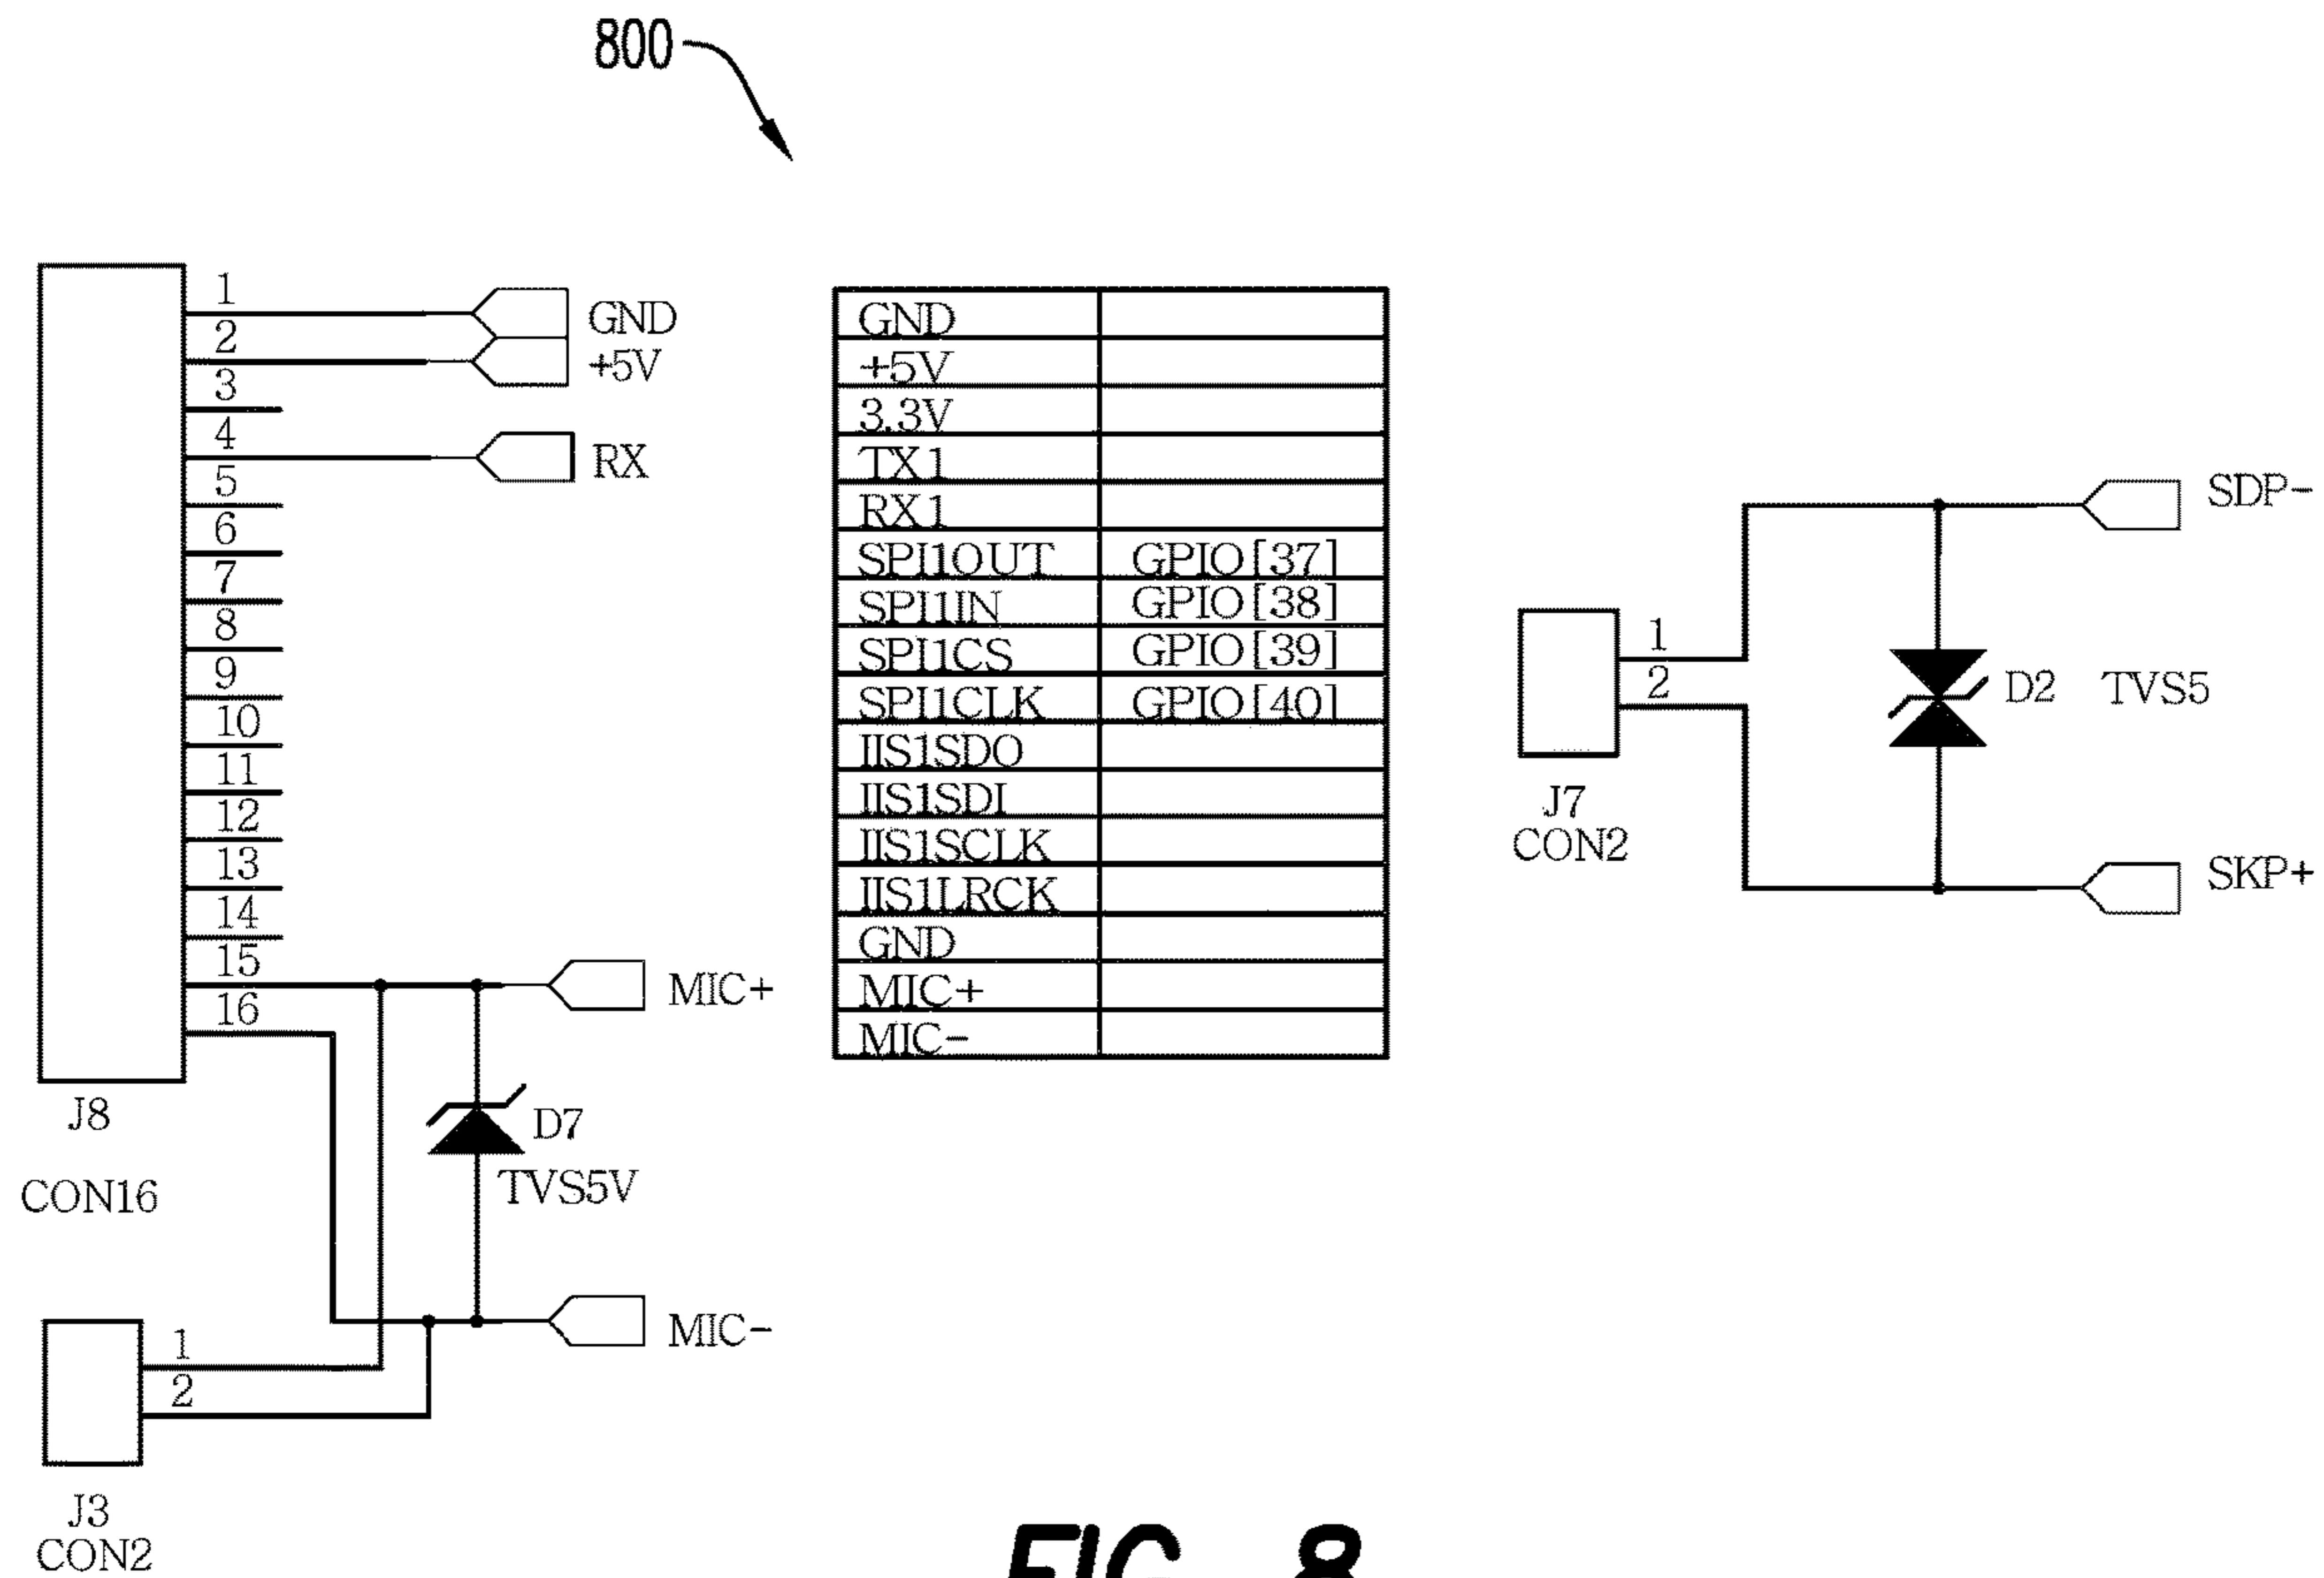 800
1
GND
2
+5V
3
4
RX
5
6
7
8
9
10
11
12
13
14
15
MIC+
16
D7
TVS5V
MIC-
J8
CON16
1
2
J3
CON2
GND
+5V
3.3V
TX1
RX1
SPI1OUT GPIO[37]
SPI1IN GPIO[38]
SPI1CS GPIO[39]
SPI1CLK GPIO[40]
IIS1SDO
IIS1SDI
IIS1SCLK
IIS1LRCK
GND
MIC+
MIC-
SDP-
1
2
D2 TVS5
J7
CON2
SKP+
FIG. 8